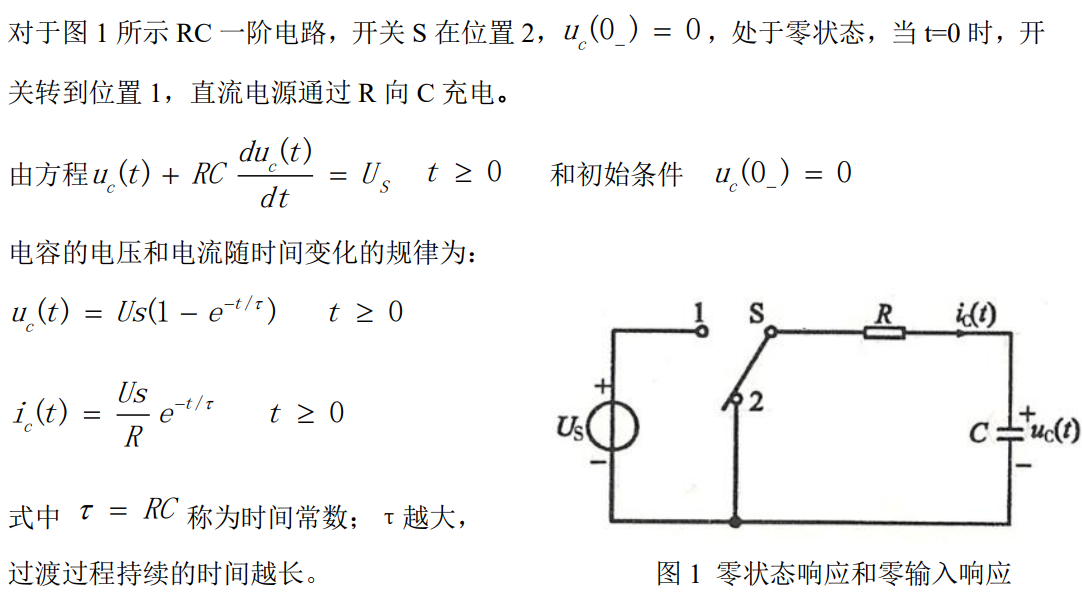 对于图 1 所示 RC 一阶电路，开关 S 在位置 2，u_c(0_−) = 0，处于零状态，当 t=0 时，开
关转到位置 1，直流电源通过 R 向 C 充电。
由方程 u_c(t) + RC du_c(t)/dt = U_S t ≥ 0 和初始条件 u_c(0_−) = 0
电容的电压和电流随时间变化的规律为：
u_c(t) = Us(1 − e^{−t/τ}) t ≥ 0
i_c(t) = Us/R e^{−t/τ} t ≥ 0
式中 τ = RC 称为时间常数；τ越大，
过渡过程持续的时间越长。
1 S R i_C(t)
+ 2
U_S C + u_C(t)
− −
图 1 零状态响应和零输入响应